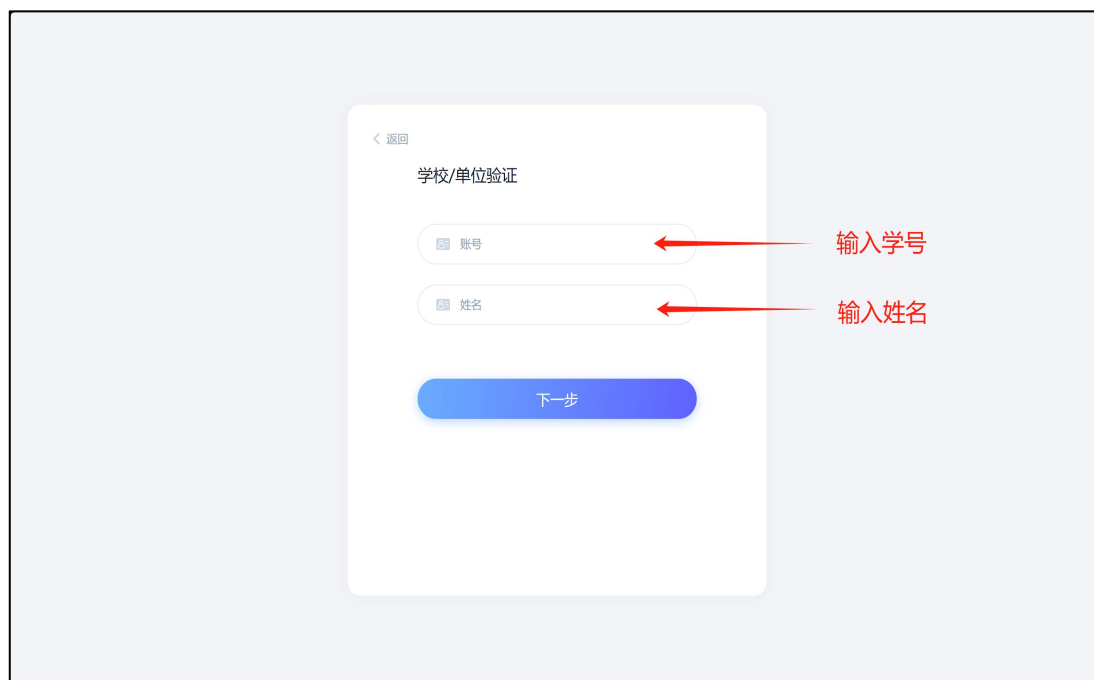 返回
学校/单位验证
账号
输入学号
姓名
输入姓名
下一步